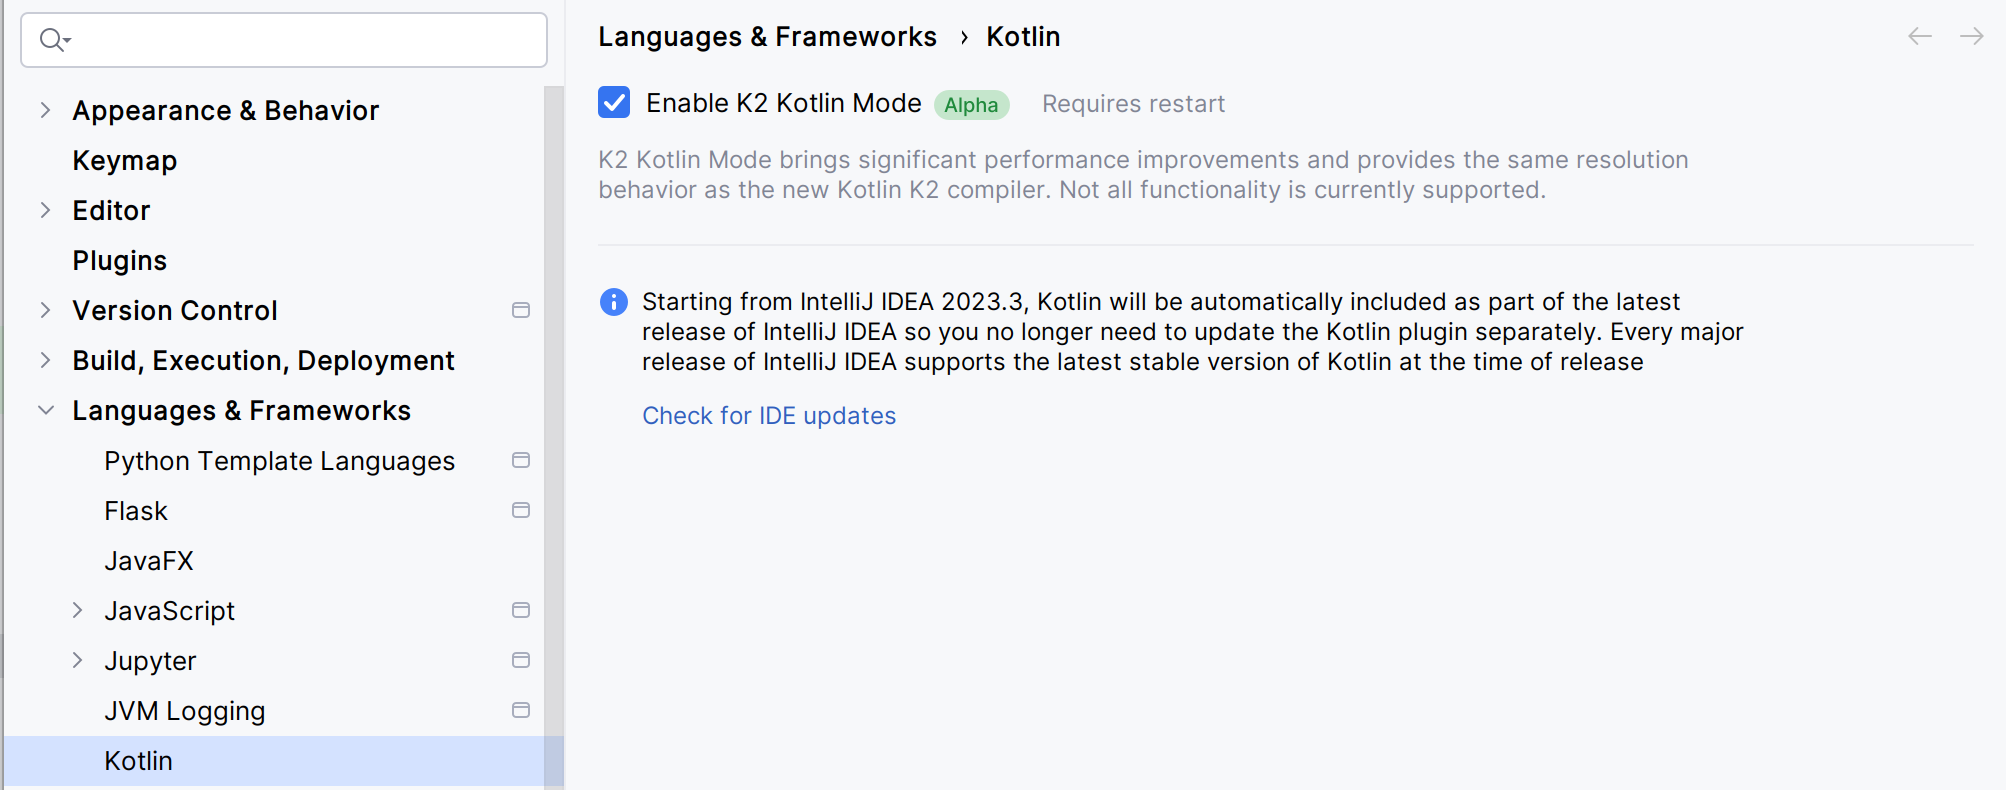 Appearance & Behavior
Keymap
Editor
Plugins
Version Control
Build, Execution, Deployment
Languages & Frameworks
Python Template Languages
Flask
JavaFX
JavaScript
Jupyter
JVM Logging
Kotlin
Languages & Frameworks › Kotlin
Enable K2 Kotlin Mode Alpha Requires restart
K2 Kotlin Mode brings significant performance improvements and provides the same resolution
behavior as the new Kotlin K2 compiler. Not all functionality is currently supported.
Starting from IntelliJ IDEA 2023.3, Kotlin will be automatically included as part of the latest
release of IntelliJ IDEA so you no longer need to update the Kotlin plugin separately. Every major
release of IntelliJ IDEA supports the latest stable version of Kotlin at the time of release
Check for IDE updates